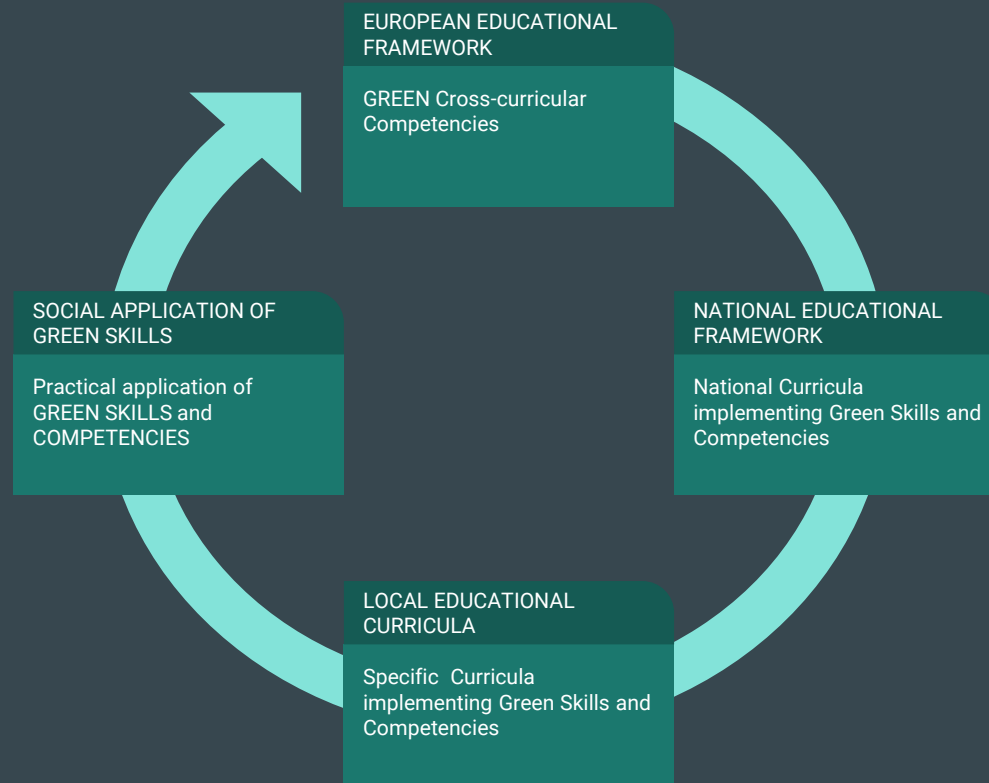 EUROPEAN EDUCATIONAL
FRAMEWORK
GREEN Cross-curricular
Competencies
NATIONAL EDUCATIONAL
FRAMEWORK
National Curricula
implementing Green Skills and
Competencies
LOCAL EDUCATIONAL
CURRICULA
Specific  Curricula
implementing Green Skills and
Competencies
SOCIAL APPLICATION OF
GREEN SKILLS
Practical application of
GREEN SKILLS and
COMPETENCIES